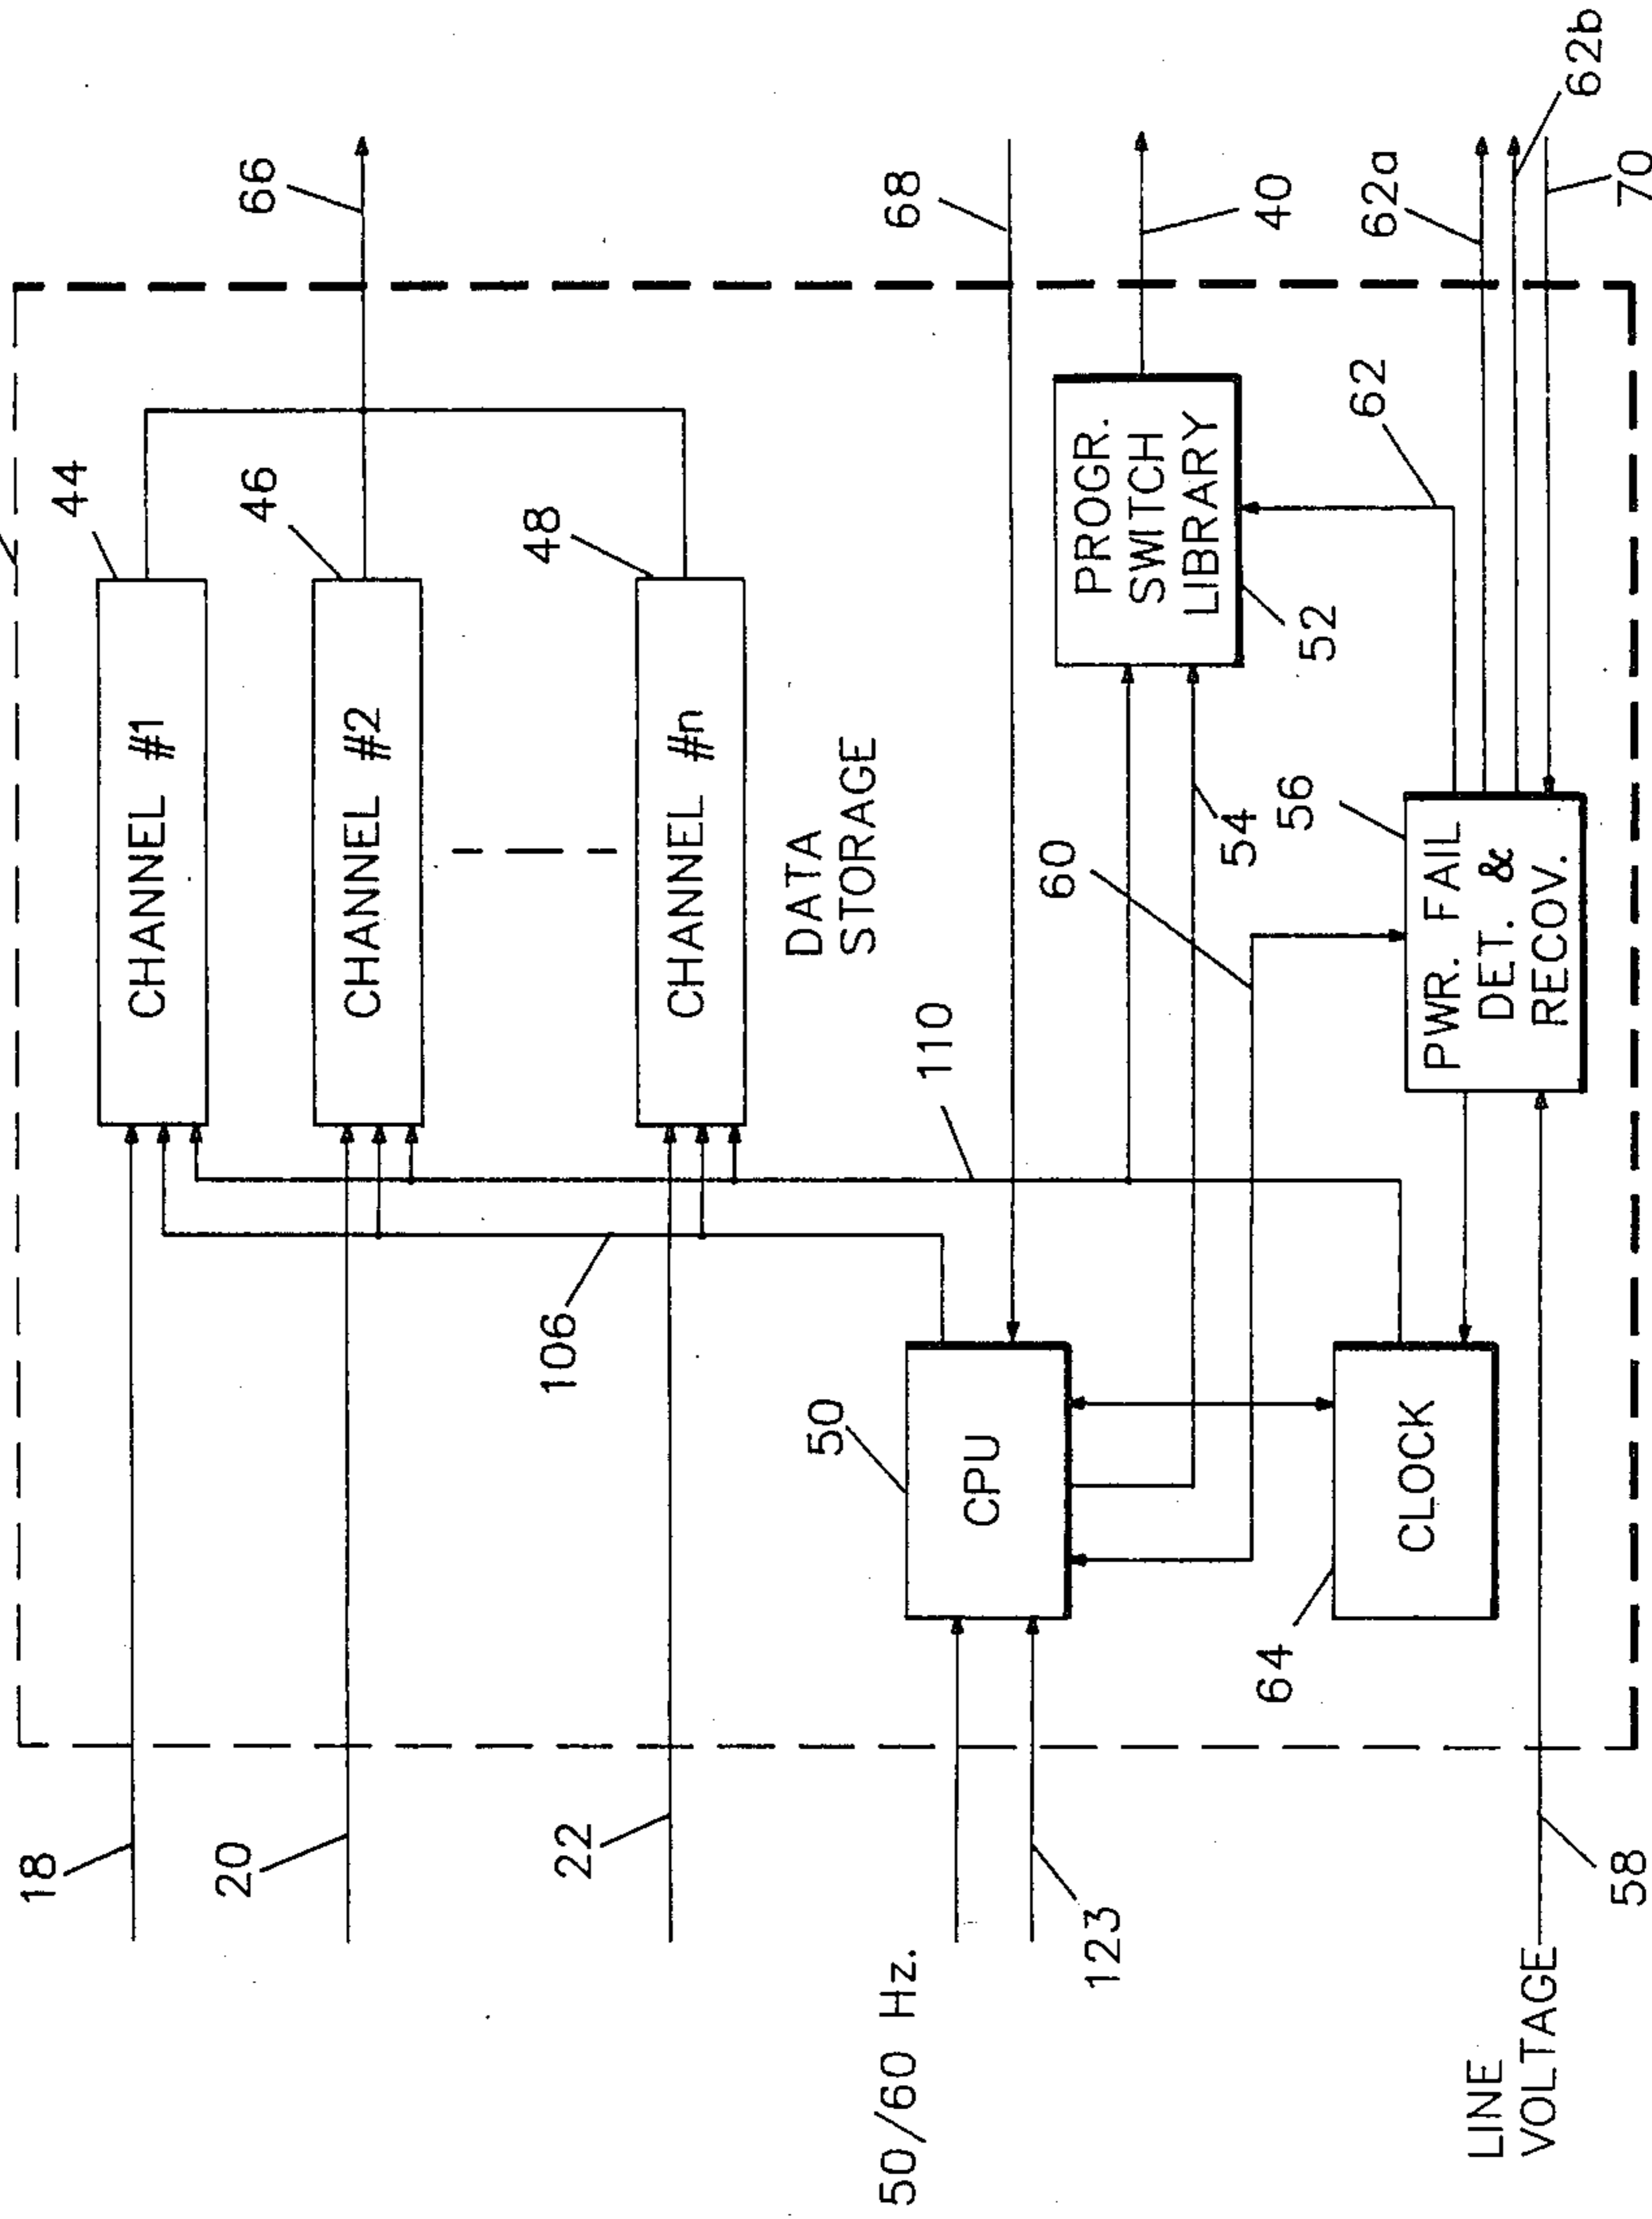 18
44
66
CHANNEL #1
20
46
CHANNEL #2
22
48
CHANNEL #n
106
DATA
STORAGE
110
68
50
CPU
50/60 Hz.
123
60
54
PROGR.
SWITCH
LIBRARY
52
40
62
62a
62b
70
64
CLOCK
56
PWR. FAIL
DET. &
RECOV.
LINE
VOLTAGE
58